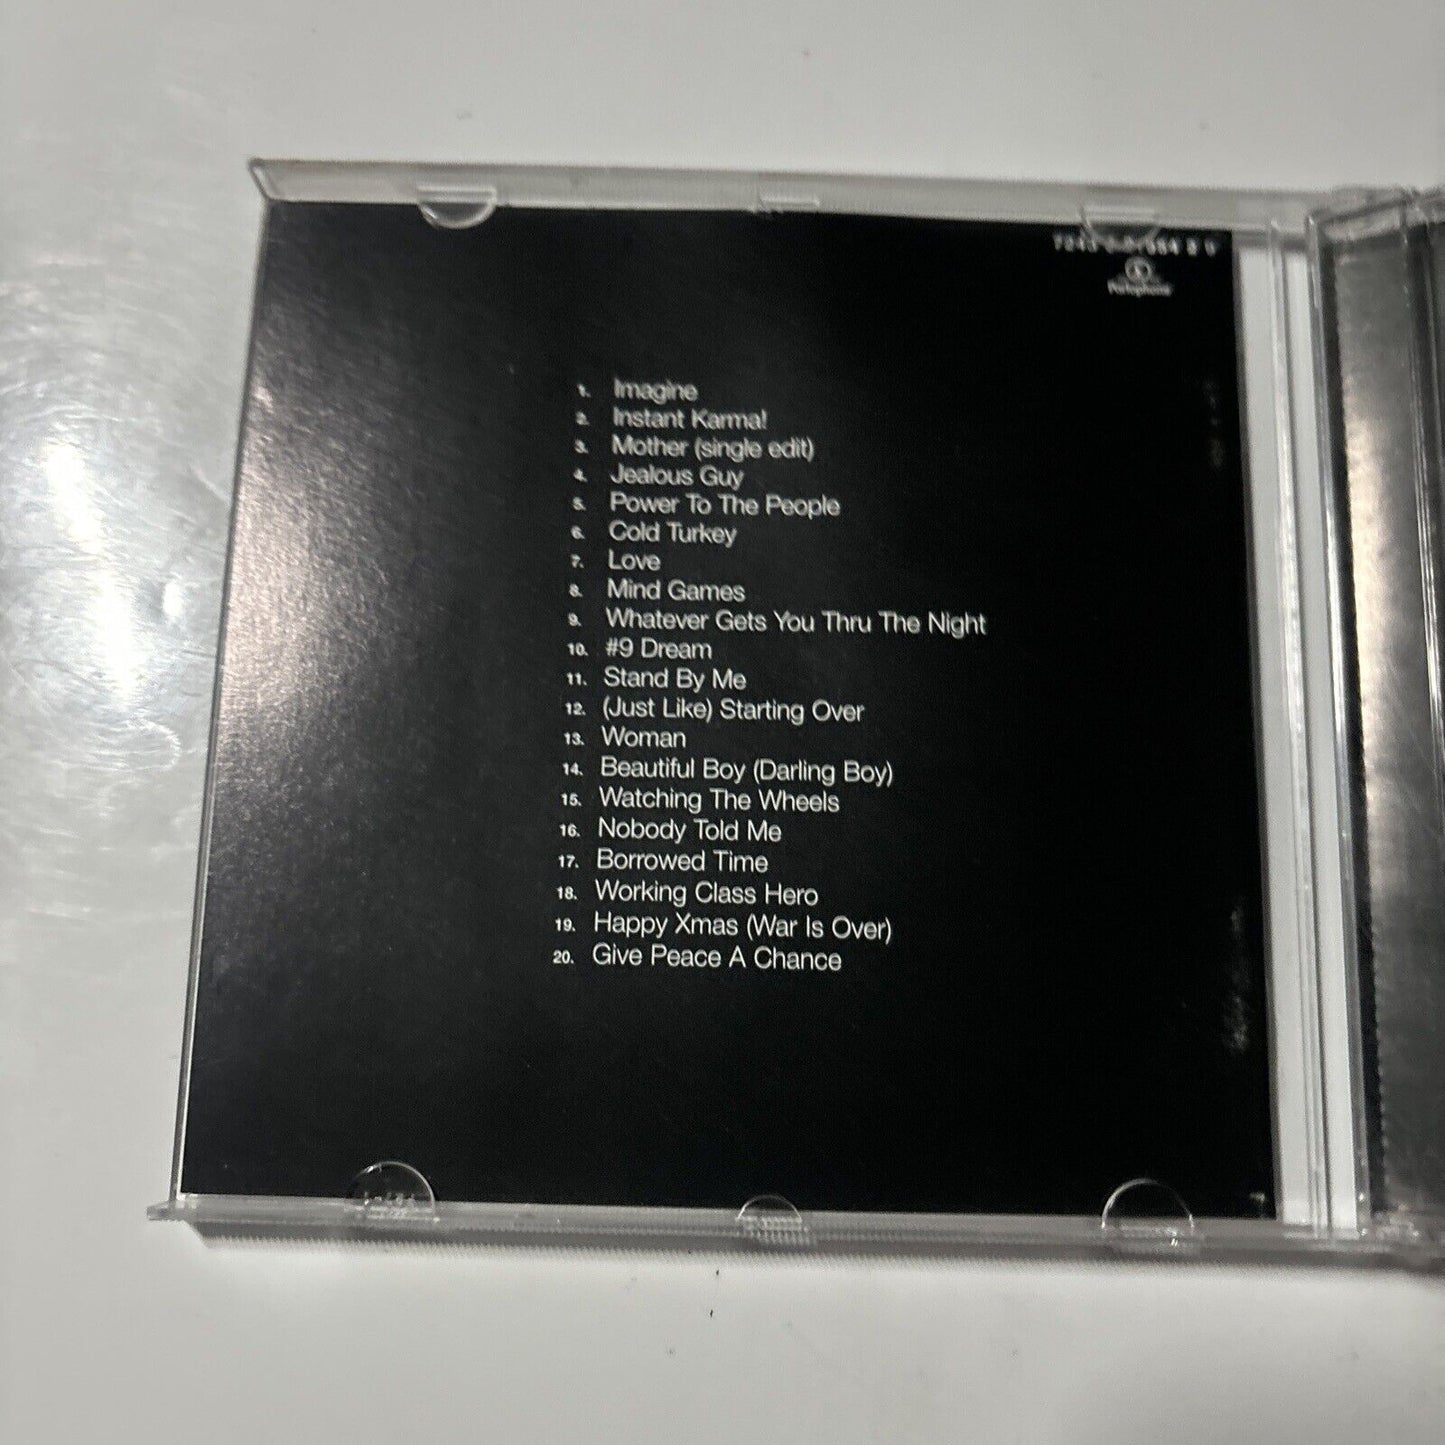 Parlophone
1. Imagine
2. Instant Karma!
3. Mother (single edit)
4. Jealous Guy
5. Power To The People
6. Cold Turkey
7. Love
8. Mind Games
9. Whatever Gets You Thru The Night
10. #9 Dream
11. Stand By Me
12. (Just Like) Starting Over
13. Woman
14. Beautiful Boy (Darling Boy)
15. Watching The Wheels
16. Nobody Told Me
17. Borrowed Time
18. Working Class Hero
19. Happy Xmas (War Is Over)
20. Give Peace A Chance